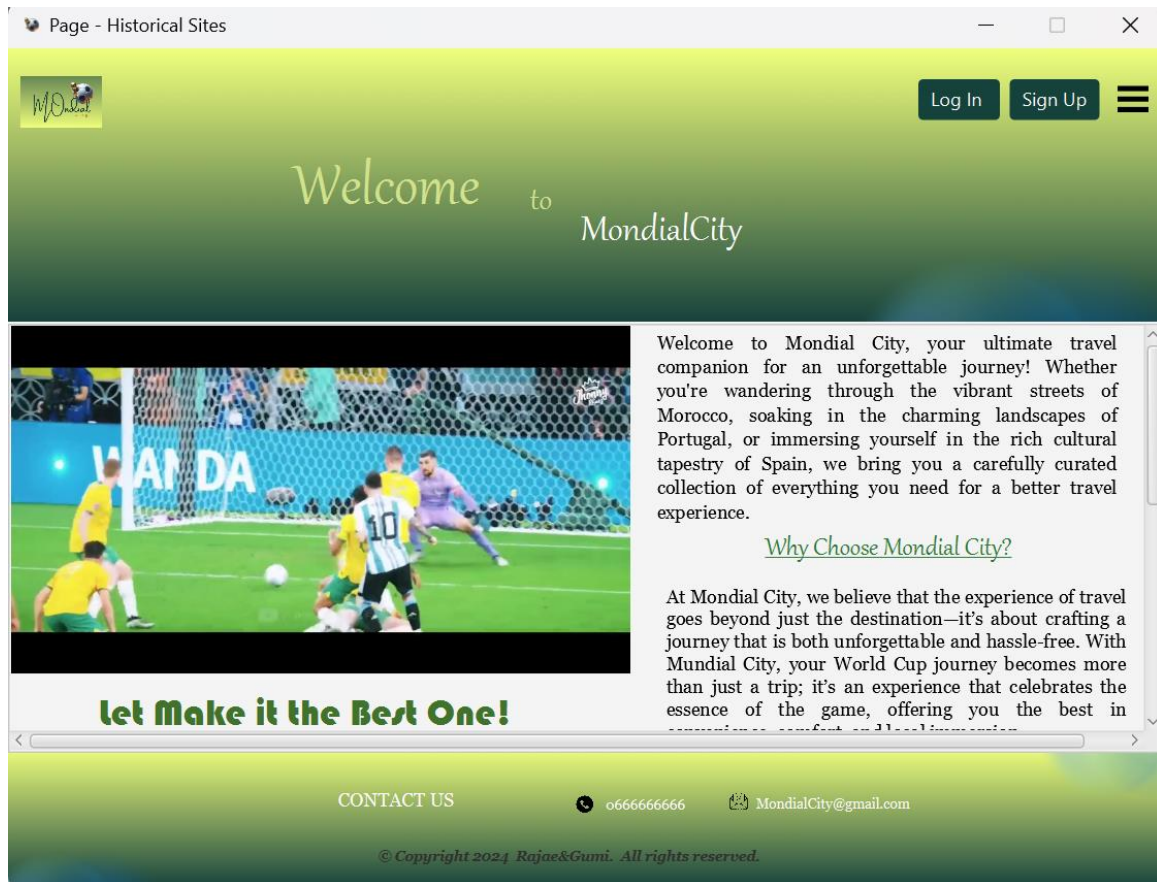 Page - Historical Sites
MOndial
Log In
Sign Up
Welcome to
MondialCity
WANDA
10
Welcome to Mondial City, your ultimate travel
companion for an unforgettable journey! Whether
you're wandering through the vibrant streets of
Morocco, soaking in the charming landscapes of
Portugal, or immersing yourself in the rich cultural
tapestry of Spain, we bring you a carefully curated
collection of everything you need for a better travel
experience.
Why Choose Mondial City?
At Mondial City, we believe that the experience of travel
goes beyond just the destination—it's about crafting a
journey that is both unforgettable and hassle-free. With
Mundial City, your World Cup journey becomes more
than just a trip; it's an experience that celebrates the
essence of the game, offering you the best in
Let Make it the Best One!
CONTACT US
0666666666
MondialCity@gmail.com
© Copyright 2024 Rajae&Gumi. All rights reserved.